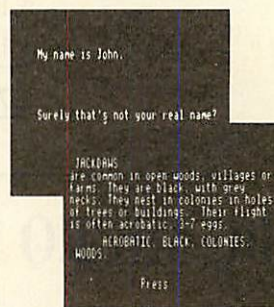 My name is John.
Surely that's not your real name?
JACKDAWS
are common in open woods, villages or
farms. They are black, with grey
necks. They nest in colonies in holes
of trees or buildings. Their flight
is often acrobatic. 3-7 eggs.
ACROBATIC, BLACK, COLONIES,
WOODS.
Press